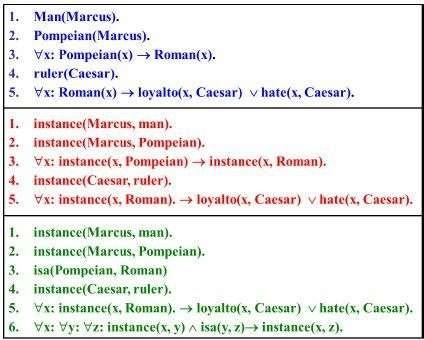 1. Man(Marcus).
2. Pompeian(Marcus).
3. ∀x: Pompeian(x) → Roman(x).
4. ruler(Caesar).
5. ∀x: Roman(x) → loyalto(x, Caesar) ∨ hate(x, Caesar).
1. instance(Marcus, man).
2. instance(Marcus, Pompeian).
3. ∀x: instance(x, Pompeian) → instance(x, Roman).
4. instance(Caesar, ruler).
5. ∀x: instance(x, Roman). → loyalto(x, Caesar) ∨ hate(x, Caesar).
1. instance(Marcus, man).
2. instance(Marcus, Pompeian).
3. isa(Pompeian, Roman)
4. instance(Caesar, ruler).
5. ∀x: instance(x, Roman). → loyalto(x, Caesar) ∨ hate(x, Caesar).
6. ∀x: ∀y: ∀z: instance(x, y) ∧ isa(y, z)→ instance(x, z).